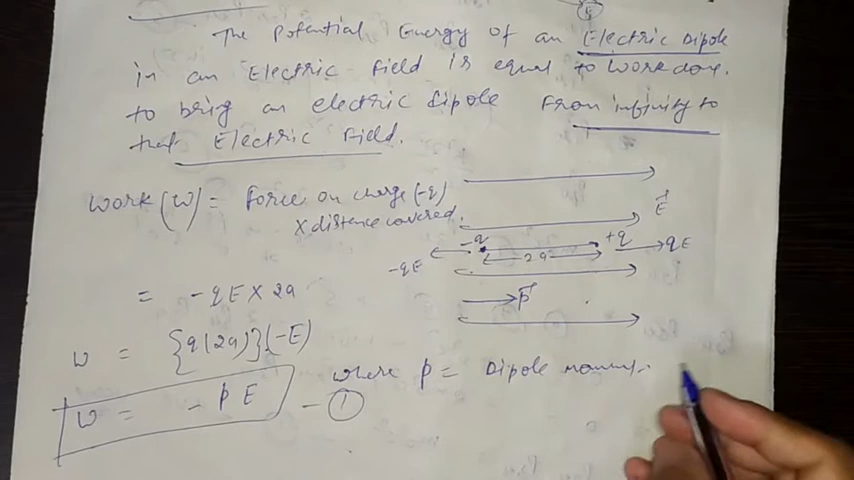 The Potential Energy of an Electric Dipole
in an Electric field is equal to work done.
to bring an electric dipole From infinity to
that Electric Field.
Work (W) = Force on charge (-q)
x distance covered.
E
-q +q
-qE 2a qE
= -qE x 2a
P
W = {q(2a)}(-E)
where p = Dipole moment.
W = - P E - 1